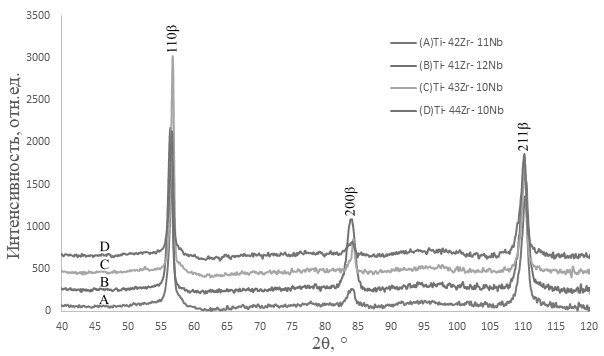 3500
3000
2500
2000
1500
1000
500
0
Интенсивность, отн.ед.
110β
200β
211β
(A)Ti- 42Zr- 11Nb
(B)Ti- 41Zr- 12Nb
(C)Ti- 43Zr- 10Nb
(D)Ti- 44Zr- 10Nb
D
C
B
A
40 45 50 55 60 65 70 75 80 85 90 95 100 105 110 115 120
2θ, °